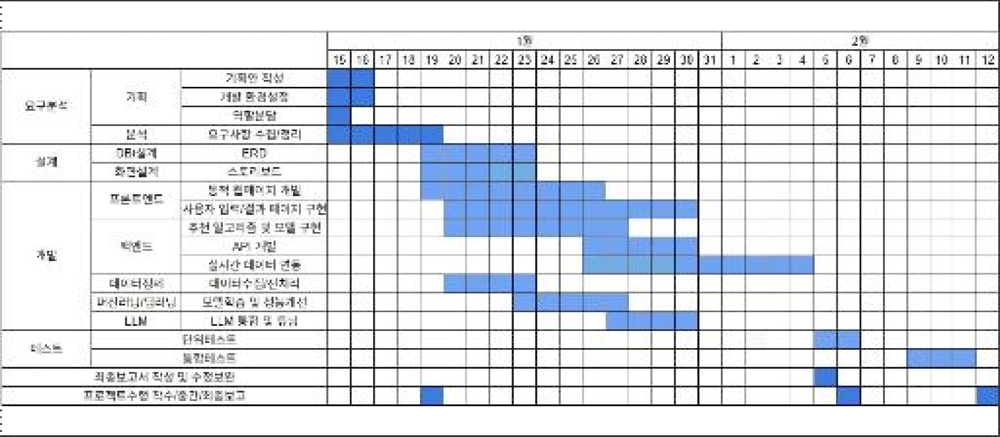 1월 2월
15 16 17 18 19 20 21 22 23 24 25 26 27 28 29 30 31 1 2 3 4 5 6 7 8 9 10 11 12
요구분석 기획 기획안 작성
개발 환경설정
역할분담
분석 요구사항 수집/정리
설계 DB설계 ERD
화면설계 스토리보드
개발 프론트엔드 동적 웹페이지 개발
사용자 입력/결과 페이지 구현
백엔드 추천 알고리즘 및 모델 구현
API 개발
실시간 데이터 연동
데이터 데이터수집/전처리
머신러닝/딥러닝 모델학습 및 성능개선
LLM LLM 통합 및 튜닝
테스트 단위테스트
통합테스트
최종보고서 작성 및 수정보완
프로젝트수행 착수/중간/최종보고